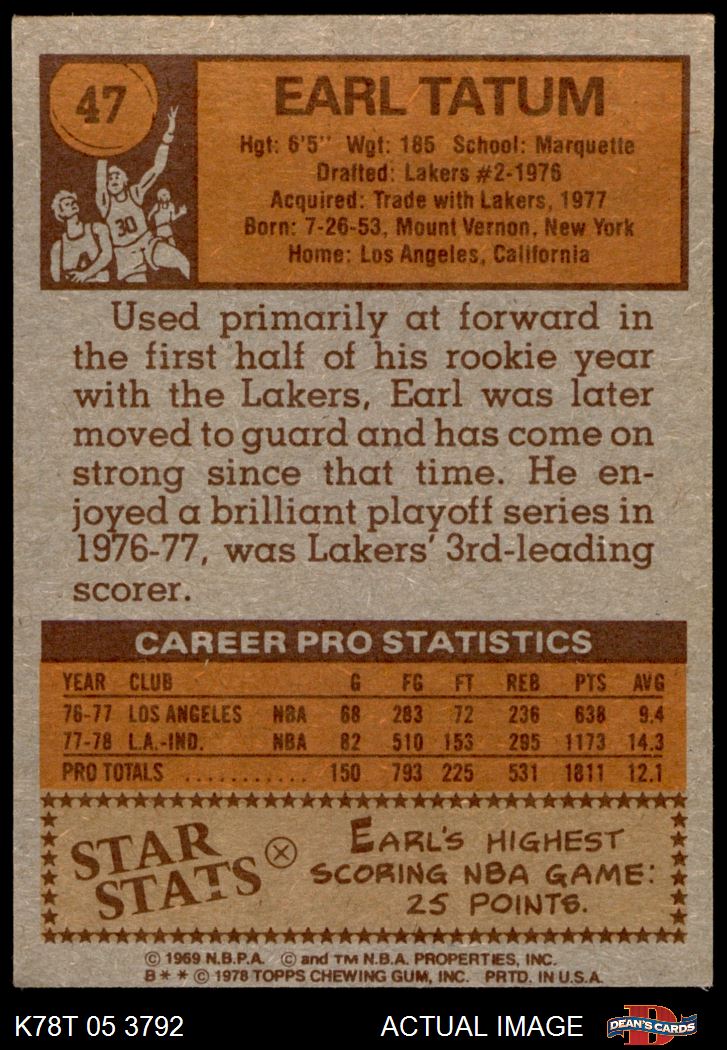 47
EARL TATUM
Hgt: 6'5" Wgt: 185 School: Marquette
Drafted: Lakers #2-1976
Acquired: Trade with Lakers, 1977
Born: 7-26-53, Mount Vernon, New York
Home: Los Angeles, California
30
4
Used primarily at forward in
the first half of his rookie year
with the Lakers, Earl was later
moved to guard and has come on
strong since that time. He en-
joyed a brilliant playoff series in
1976-77, was Lakers' 3rd-leading
scorer.
CAREER PRO STATISTICS
YEAR CLUB G FG FT REB PTS AVG
76-77 LOS ANGELES NBA 68 283 72 236 638 9.4
77-78 L.A.-IND. NBA 82 510 153 295 1173 14.3
PRO TOTALS ........... 150 793 225 531 1811 12.1
STAR STATS
EARL'S HIGHEST
SCORING NBA GAME:
25 POINTS.
© 1969 N.B.P.A. © and TM N.B.A. PROPERTIES, INC.
B * * © 1978 TOPPS CHEWING GUM, INC. PRTD. IN U.S.A.
K78T 05 3792 ACTUAL IMAGE DEAN'S CARDS